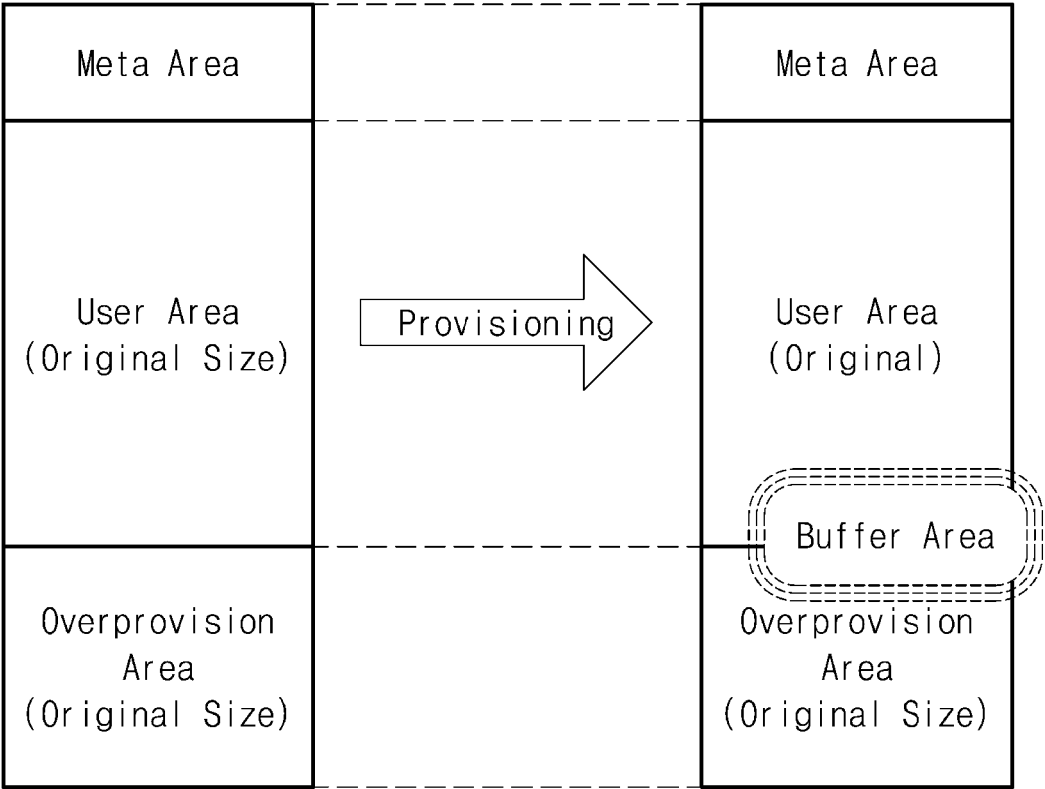 Meta Area
User Area
(Original Size)
Overprovision
Area
(Original Size)
Provisioning
Meta Area
User Area
(Original)
Buffer Area
Overprovision
Area
(Original Size)